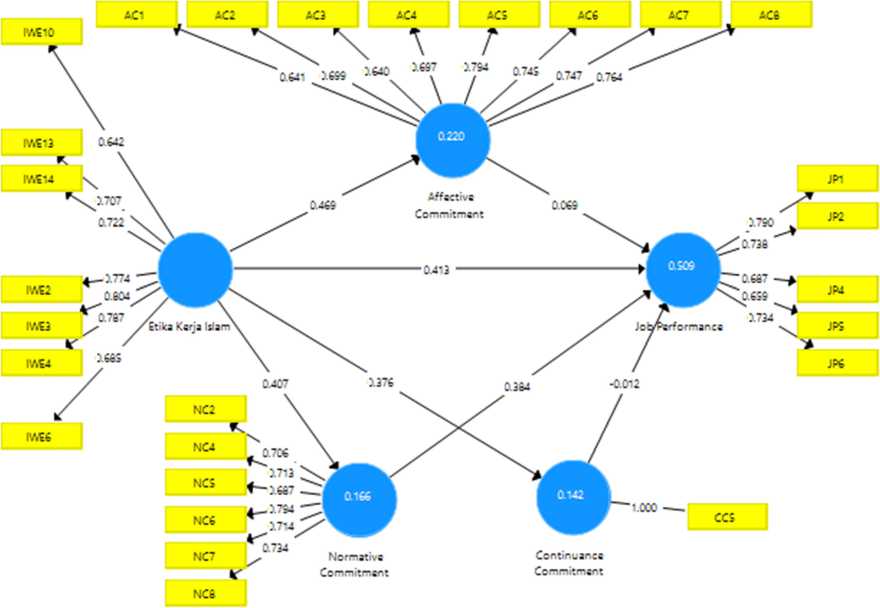 AC1
AC2
AC3
AC4
AC5
AC6
AC7
AC8
IWE10
0.641
0.699
0.640
0.697
0.794
0.745
0.747
0.764
0.642
0.220
IWE13
IWE14
0.707
0.722
Affective
Commitment
0.469
0.069
JP1
JP2
0.790
0.738
0.509
0.413
IWE2
IWE3
IWE4
0.774
0.804
0.787
0.685
Etika Kerja Islam
Job Performance
0.687
0.659
0.734
JP4
JP5
JP6
IWE6
0.407
0.376
0.384
-0.012
NC2
NC4
NC5
NC6
NC7
NC8
0.706
0.713
0.687
0.794
0.714
0.734
0.166
0.142
1.000
CC5
Normative
Commitment
Continuance
Commitment